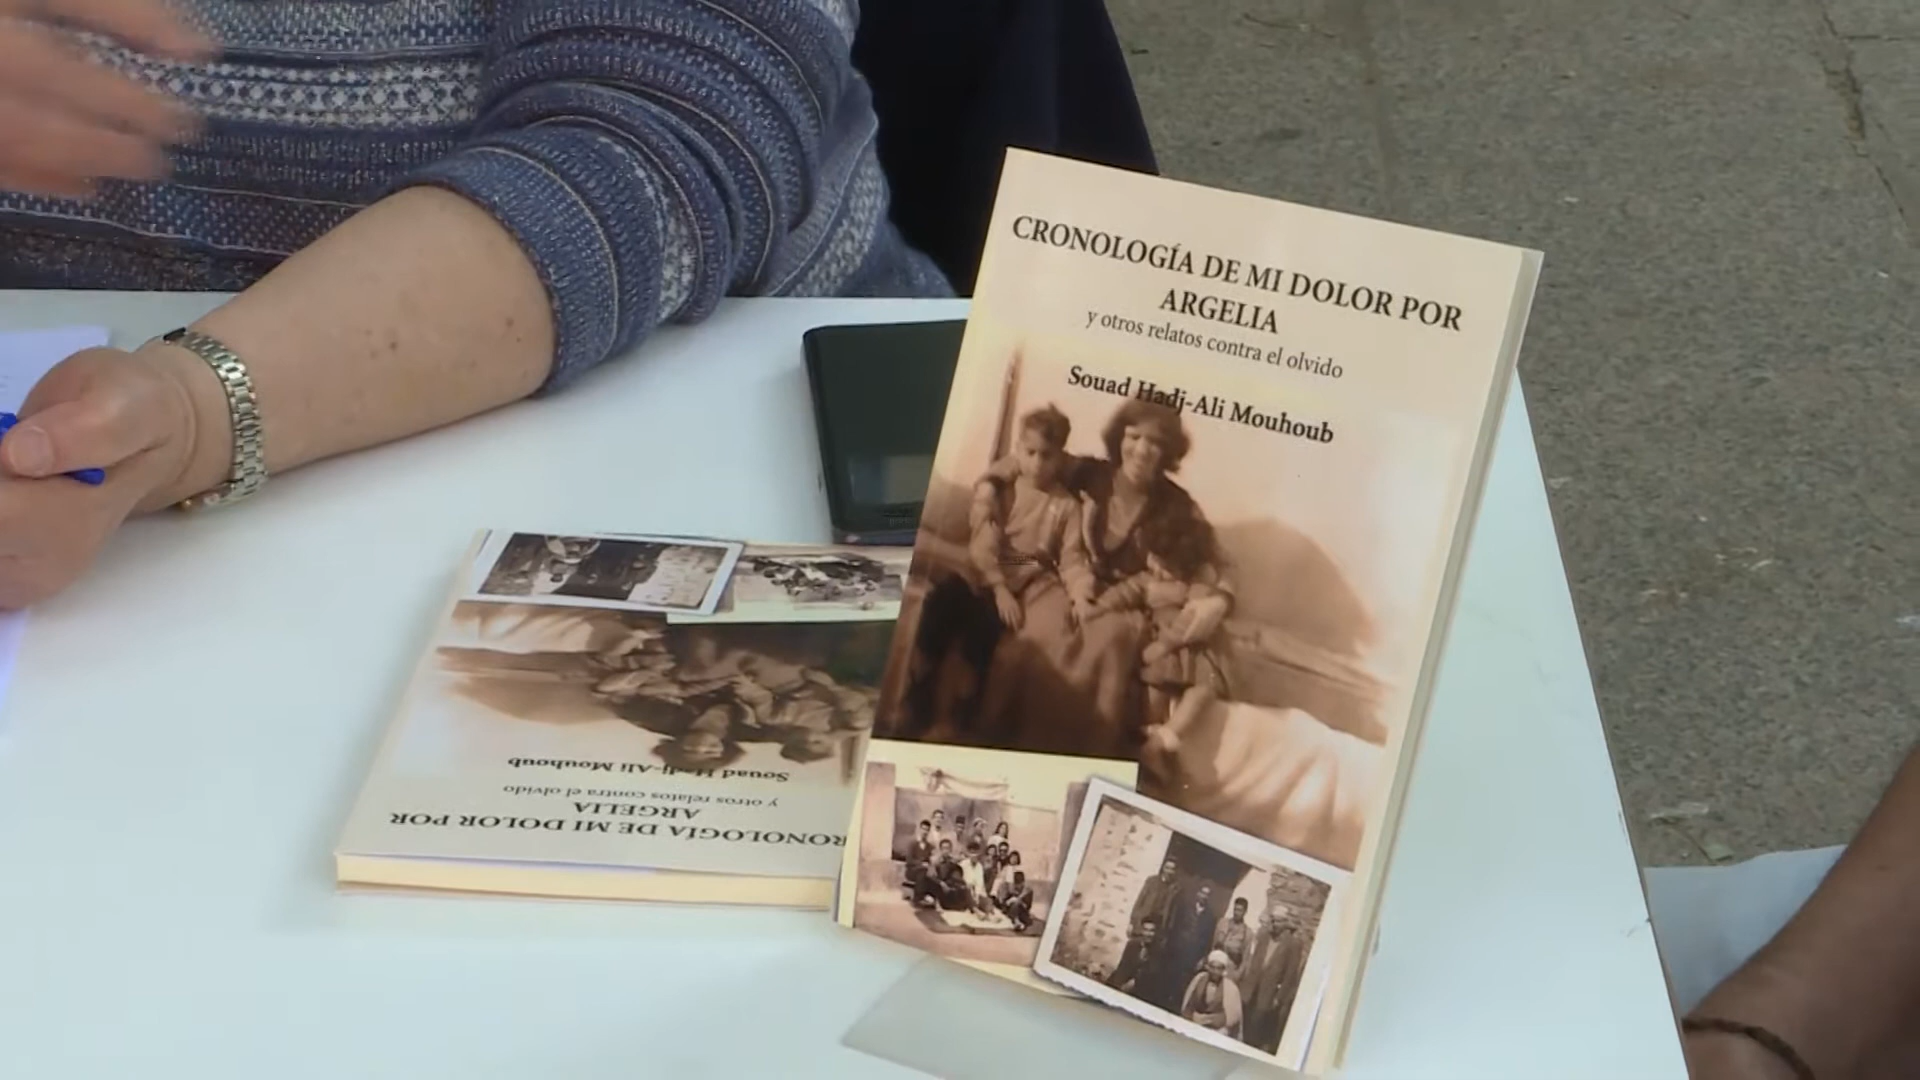 CRONOLOGÍA DE MI DOLOR POR
ARGELIA
y otros relatos contra el olvido
Souad Hadj-Ali Mouhoub
RONOLOGÍA DE MI DOLOR POR
ARGELIA
y otros relatos contra el olvido
Souad Hadj-Ali Mouhoub